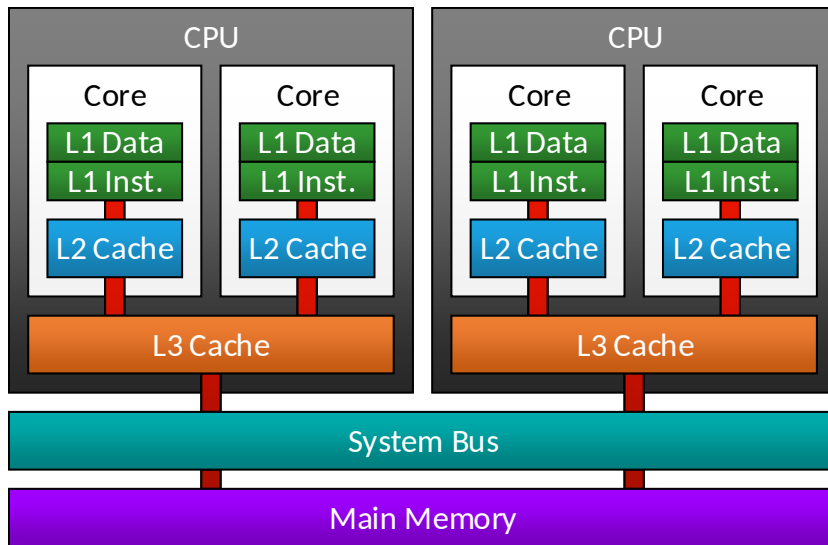 CPU
Core
L1 Data
L1 Inst.
L2 Cache
Core
L1 Data
L1 Inst.
L2 Cache
L3 Cache
CPU
Core
L1 Data
L1 Inst.
L2 Cache
Core
L1 Data
L1 Inst.
L2 Cache
L3 Cache
System Bus
Main Memory